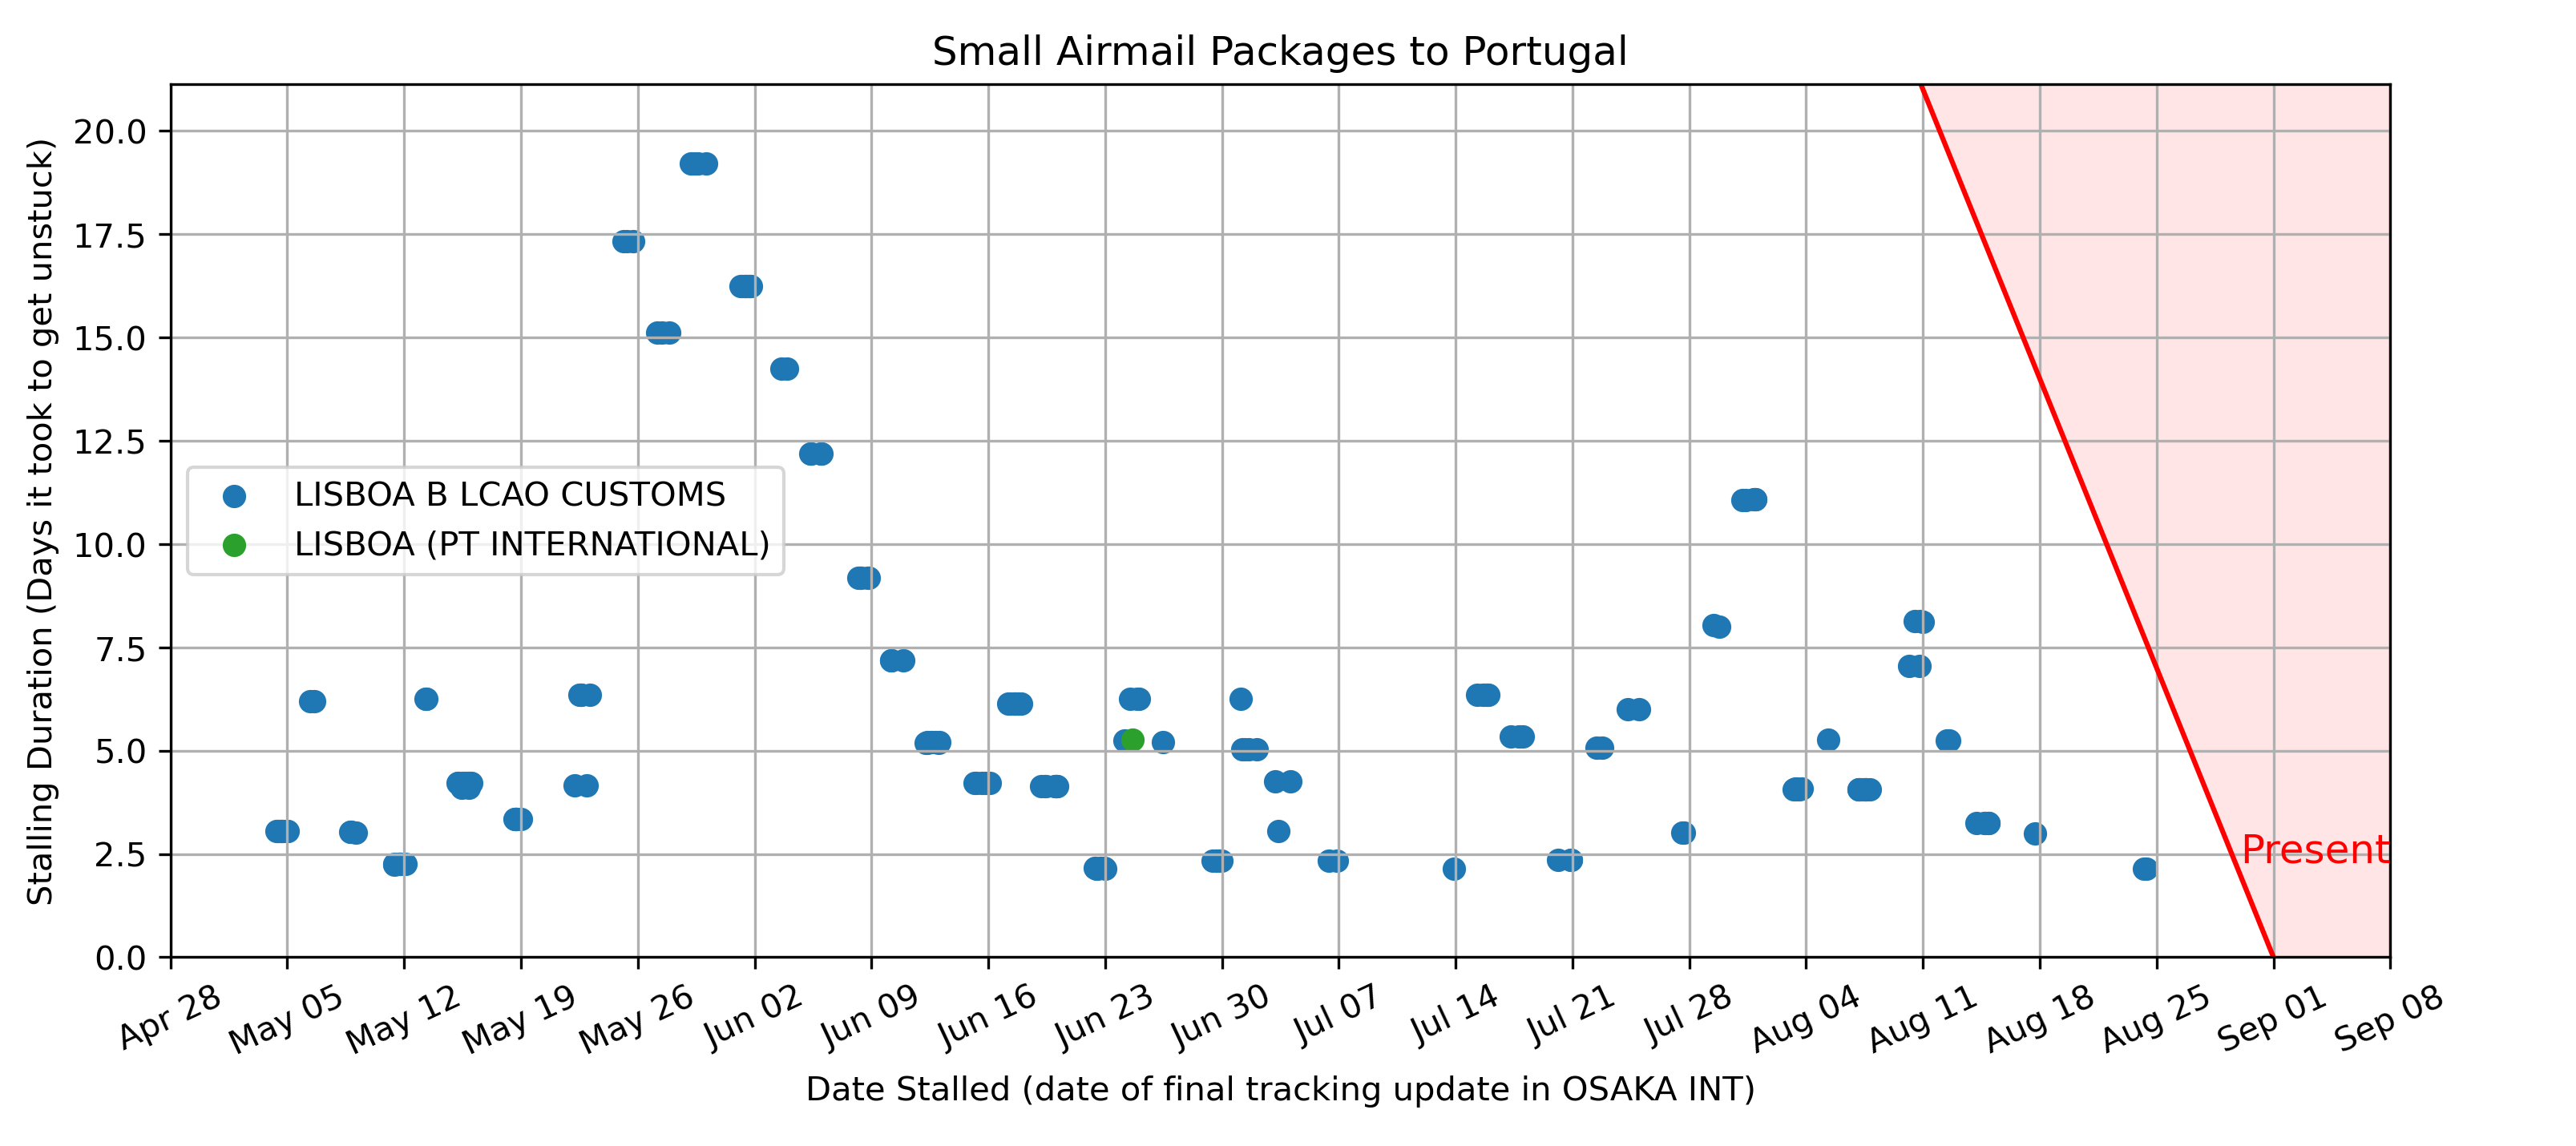 Small Airmail Packages to Portugal
Stalling Duration (Days it took to get unstuck)
20.0
17.5
15.0
12.5
10.0
7.5
5.0
2.5
0.0
LISBOA B LCAO CUSTOMS
LISBOA (PT INTERNATIONAL)
Present
Apr 28
May 05
May 12
May 19
May 26
Jun 02
Jun 09
Jun 16
Jun 23
Jun 30
Jul 07
Jul 14
Jul 21
Jul 28
Aug 04
Aug 11
Aug 18
Aug 25
Sep 01
Sep 08
Date Stalled (date of final tracking update in OSAKA INT)